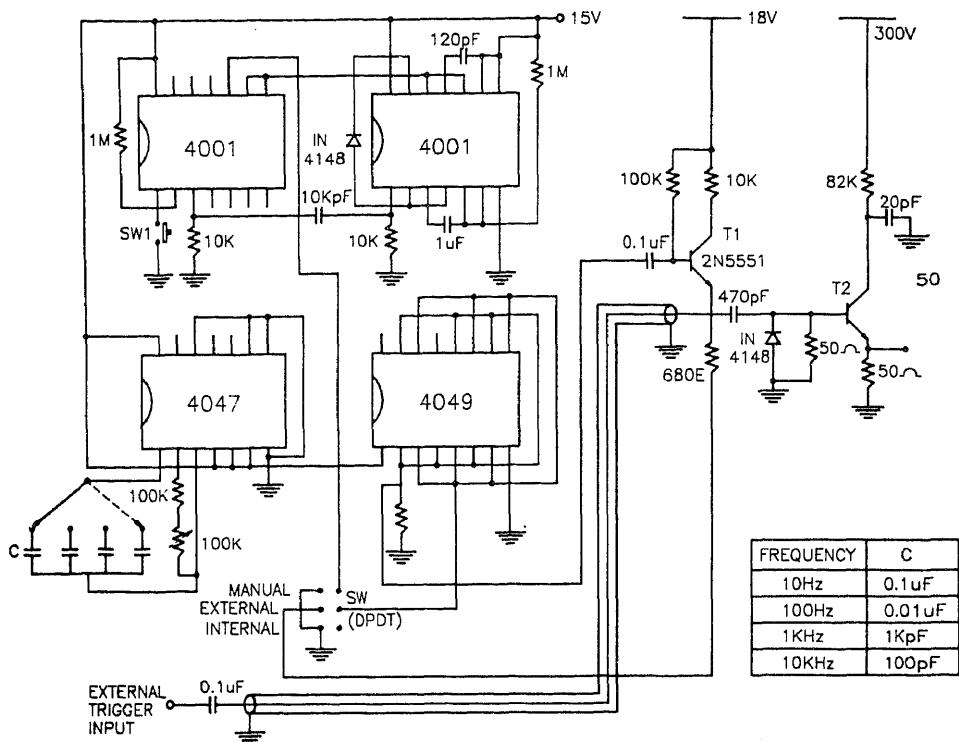 15V
18V
300V
120pF
1M
1M
4001
IN
4148
4001
10KpF
SW1
10K
10K
1uF
100K
10K
T1
2N5551
0.1uF
82K
20pF
T2
50
470pF
IN
4148
50Ω
50Ω
680E
4047
4049
100K
100K
C
MANUAL
EXTERNAL
INTERNAL
SW
(DPDT)
EXTERNAL
TRIGGER
INPUT
0.1uF
FREQUENCY C
10Hz 0.1uF
100Hz 0.01uF
1KHz 1KpF
10KHz 100pF